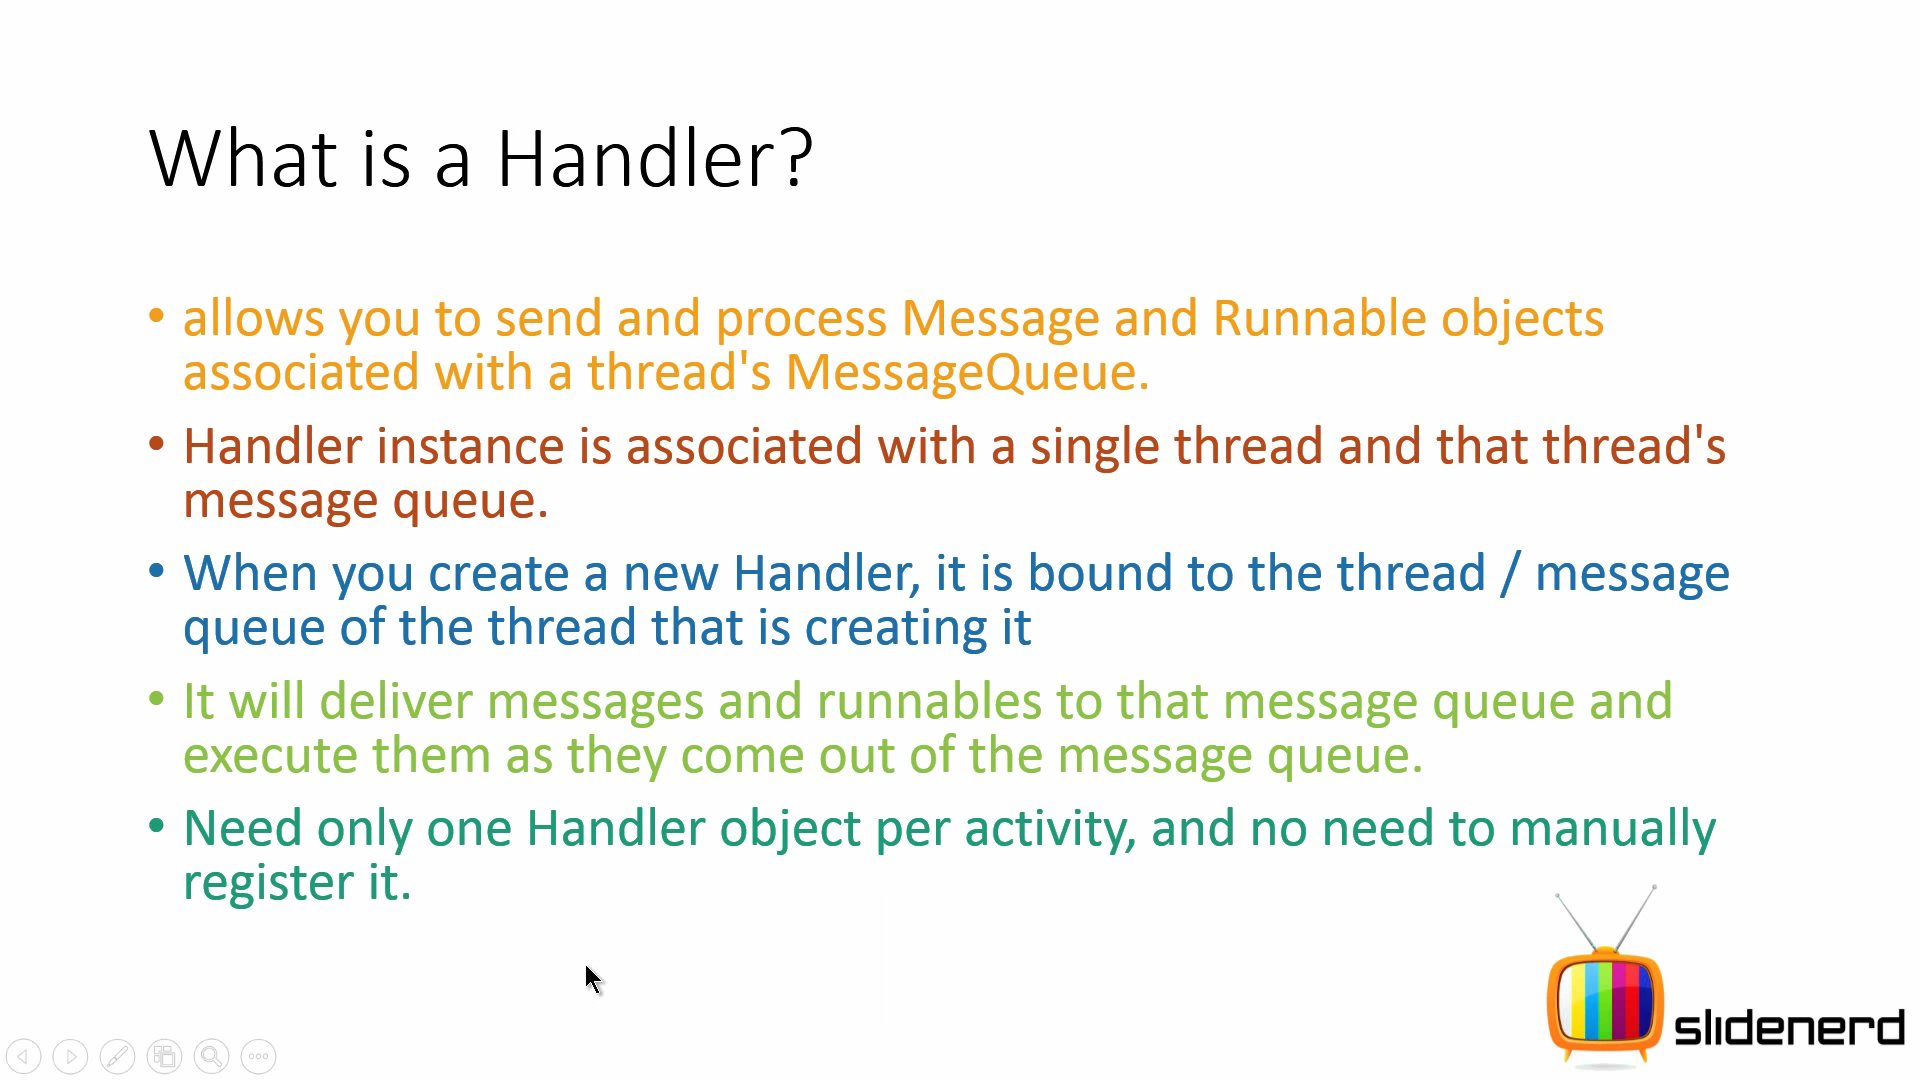 What is a Handler?
• allows you to send and process Message and Runnable objects
associated with a thread's MessageQueue.
• Handler instance is associated with a single thread and that thread's
message queue.
• When you create a new Handler, it is bound to the thread / message
queue of the thread that is creating it
• It will deliver messages and runnables to that message queue and
execute them as they come out of the message queue.
• Need only one Handler object per activity, and no need to manually
register it.
slidenerd